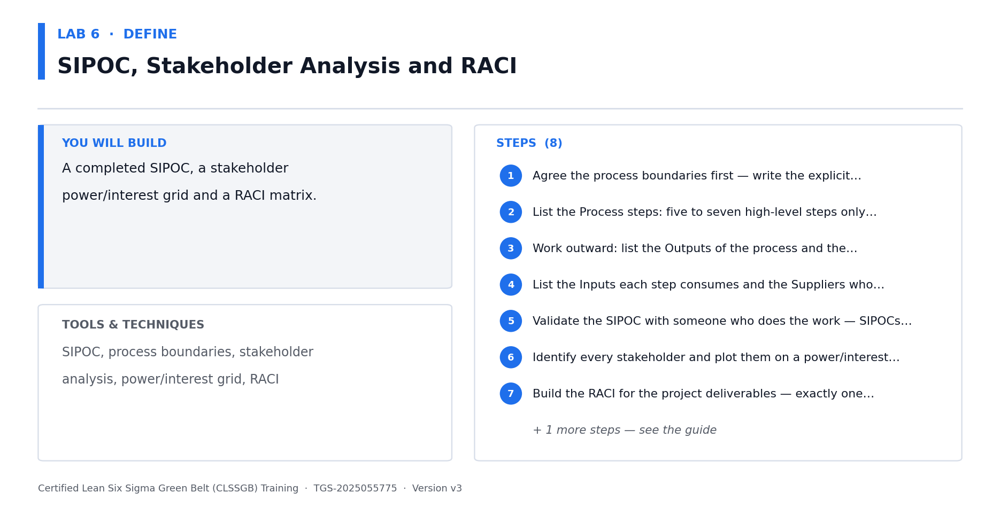 LAB 6 · DEFINE
SIPOC, Stakeholder Analysis and RACI
YOU WILL BUILD
A completed SIPOC, a stakeholder
power/interest grid and a RACI matrix.
TOOLS & TECHNIQUES
SIPOC, process boundaries, stakeholder
analysis, power/interest grid, RACI
STEPS (8)
1 Agree the process boundaries first — write the explicit…
2 List the Process steps: five to seven high-level steps only…
3 Work outward: list the Outputs of the process and the…
4 List the Inputs each step consumes and the Suppliers who…
5 Validate the SIPOC with someone who does the work — SIPOCs…
6 Identify every stakeholder and plot them on a power/interest…
7 Build the RACI for the project deliverables — exactly one…
+ 1 more steps — see the guide
Certified Lean Six Sigma Green Belt (CLSSGB) Training · TGS-2025055775 · Version v3